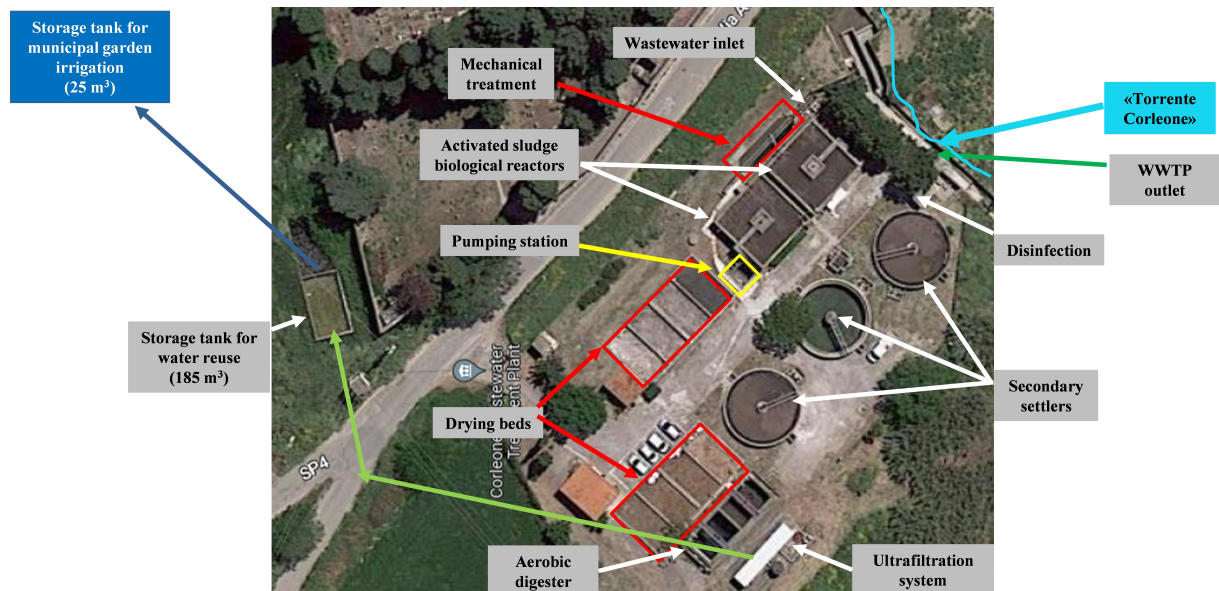 Storage tank for
municipal garden
irrigation
(25 m³)
Wastewater inlet
Mechanical
treatment
«Torrente
Corleone»
Activated sludge
biological reactors
WWTP
outlet
Pumping station
Disinfection
Storage tank for
water reuse
(185 m³)
Secondary
settlers
Drying beds
SP4
Aerobic
digester
Ultrafiltration
system